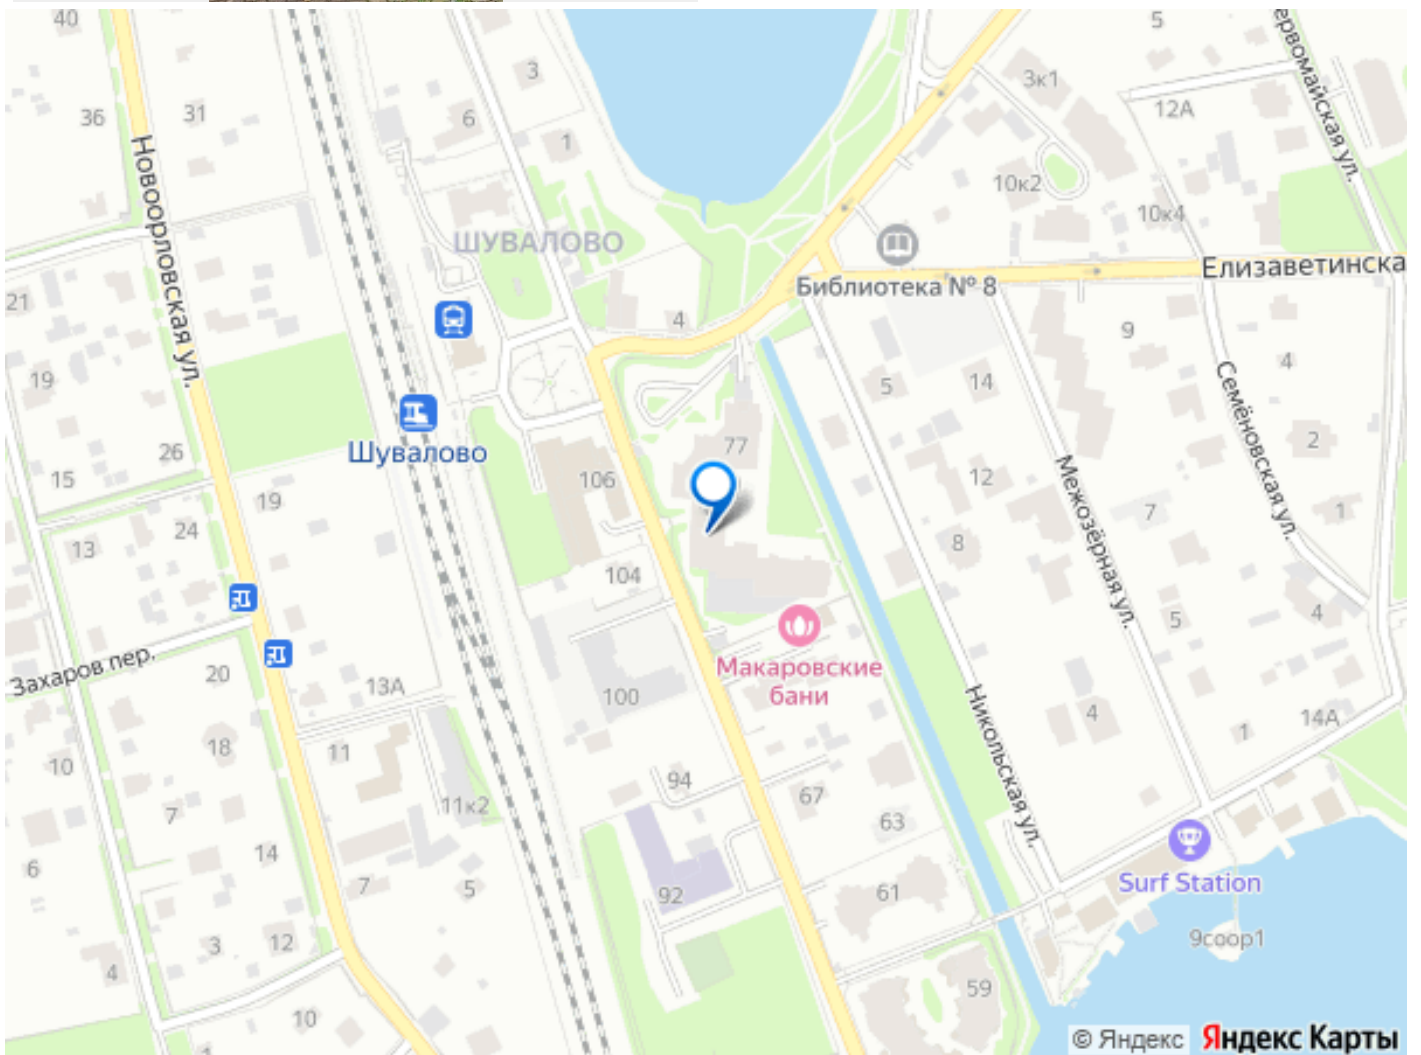 40
5
ервомайская ул.
3
3к1
36
31
6
12А
1
Новоорловская ул.
10к2
10к4
ШУВАЛОВО
Елизаветинска
Библиотека № 8
21
4
9
4
19
5
14
Семёновская ул.
77
2
26
Шувалово
15
106
12
Межозёрная ул.
19
7
1
24
13
8
104
5
4
Захаров пер.
Макаровские
бани
20
13А
100
Никольская ул.
4
14А
18
11
1
10
94
67
11к2
7
63
6
14
7
5
92
61
Surf Station
3
12
9соор1
4
59
10
1
© Яндекс
Яндекс Карты